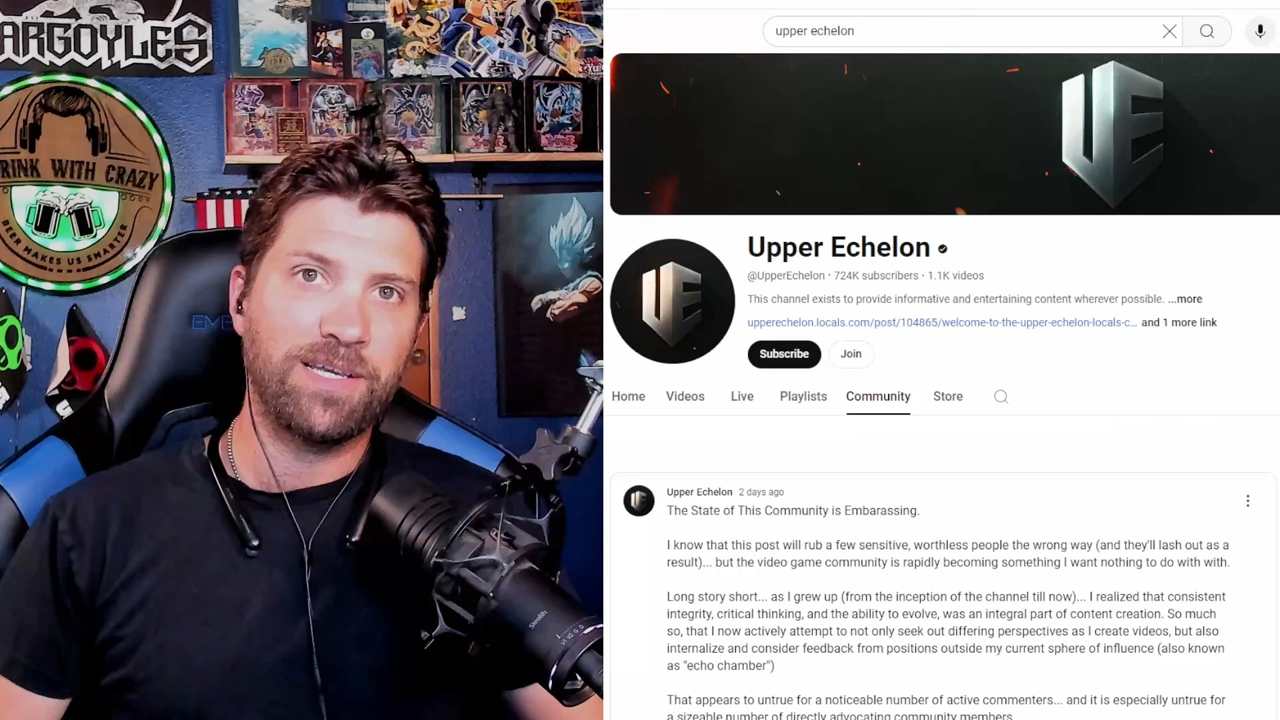 ARGOYLES
RINK WITH CRAZY
BEER MAKES US SMARTER
upper echelon
UE
Upper Echelon
@UpperEchelon · 724K subscribers · 1.1K videos
This channel exists to provide informative and entertaining content wherever possible. ...more
upperechelon.locals.com/post/104865/welcome-to-the-upper-echelon-locals-c... and 1 more link
Subscribe Join
Home Videos Live Playlists Community Store
Upper Echelon 2 days ago
The State of This Community is Embarassing.
I know that this post will rub a few sensitive, worthless people the wrong way (and they'll lash out as a
result)... but the video game community is rapidly becoming something I want nothing to do with with.
Long story short... as I grew up (from the inception of the channel till now)... I realized that consistent
integrity, critical thinking, and the ability to evolve, was an integral part of content creation. So much
so, that I now actively attempt to not only seek out differing perspectives as I create videos, but also
internalize and consider feedback from positions outside my current sphere of influence (also known
as "echo chamber")
That appears to untrue for a noticeable number of active commenters... and it is especially untrue for
a sizeable number of directly advocating community members